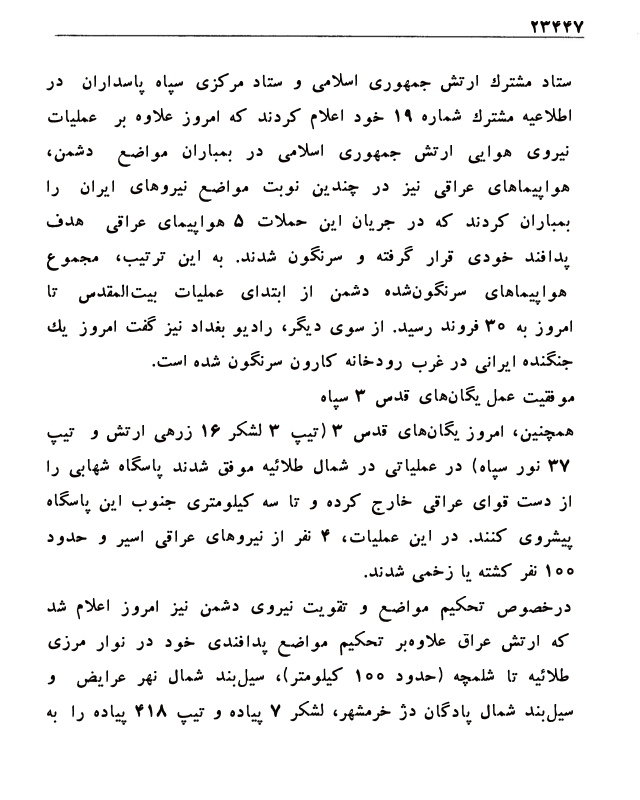 ۲۳۴۴۷
ستاد مشترك ارتش جمهوری اسلامی و ستاد مرکزی سپاه پاسداران در
اطلاعیه مشترك شماره ۱۹ خود اعلام کردند که امروز علاوه بر عملیات
نیروی هوایی ارتش جمهوری اسلامی در بمباران مواضع دشمن،
هواپیماهای عراقی نیز در چندین نوبت مواضع نیروهای ایران را
بمباران کردند که در جریان این حملات ۵ هواپیمای عراقی هدف
پدافند خودی قرار گرفته و سرنگون شدند. به این ترتیب، مجموع
هواپیماهای سرنگون‌شده دشمن از ابتدای عملیات بیت‌المقدس تا
امروز به ۳۰ فروند رسید. از سوی دیگر، رادیو بغداد نیز گفت امروز یك
جنگنده ایرانی در غرب رودخانه کارون سرنگون شده است.
موفقیت عمل یگان‌های قدس ۳ سپاه
همچنین، امروز یگان‌های قدس ۳ (تیپ ۳ لشکر ۱۶ زرهی ارتش و تیپ
۳۷ نور سپاه) در عملیاتی در شمال طلائیه موفق شدند پاسگاه شهابی را
از دست قوای عراقی خارج کرده و تا سه کیلومتری جنوب این پاسگاه
پیشروی کنند. در این عملیات، ۴ نفر از نیروهای عراقی اسیر و حدود
۱۰۰ نفر کشته یا زخمی شدند.
درخصوص تحکیم مواضع و تقویت نیروی دشمن نیز امروز اعلام شد
که ارتش عراق علاوه‌بر تحکیم مواضع پدافندی خود در نوار مرزی
طلائیه تا شلمچه (حدود ۱۰۰ کیلومتر)، سیل‌بند شمال نهر عرایض و
سیل‌بند شمال پادگان دژ خرمشهر، لشکر ۷ پیاده و تیپ ۴۱۸ پیاده را به